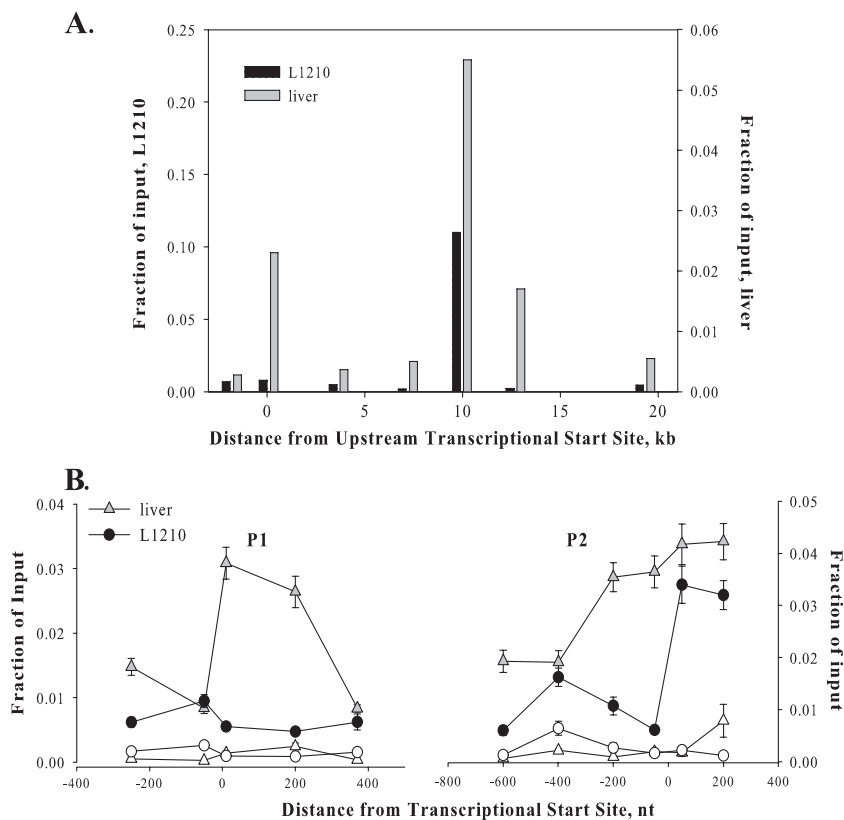 A.
Fraction of input, L1210
0.25
0.20
0.15
0.10
0.05
0.00
L1210
liver
0.06
0.05
0.04
0.03
0.02
0.01
0.00
Fraction of input, liver
0 5 10 15 20
Distance from Upstream Transcriptional Start Site, kb
B.
Fraction of Input
0.04
0.03
0.02
0.01
0.00
liver
L1210
P1
-400 -200 0 200 400
P2
0.05
0.04
0.03
0.02
0.01
0.00
Fraction of input
-800 -600 -400 -200 0 200 400
Distance from Transcriptional Start Site, nt